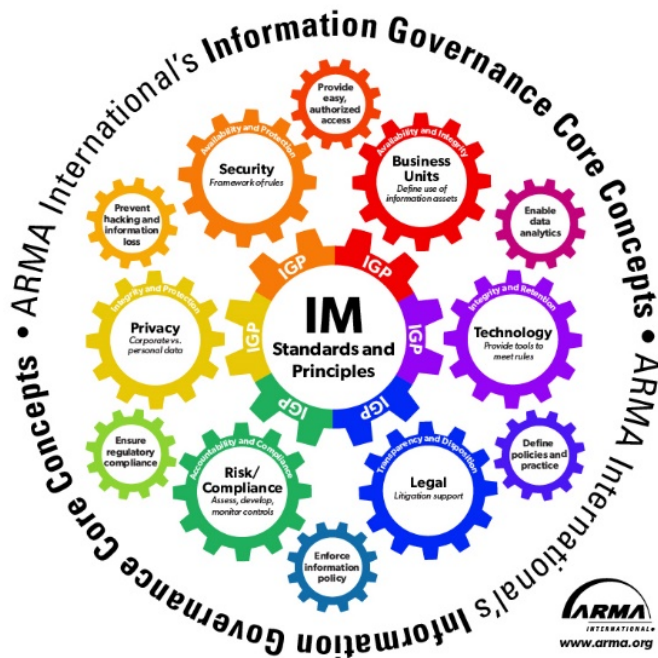 ARMA International's Information Governance Core Concepts •
ARMA International's Information Governance Core Concepts •
Provide
easy,
authorized
access
Availability and Protection
Security
Framework of rules
Availability and Integrity
Business
Units
Define use of
information assets
Prevent
hacking and
information
loss
Enable
data
analytics
IGP
IGP
IGP
IGP
IGP
IGP
IM
Standards and
Principles
Integrity and Protection
Privacy
Corporate vs.
personal data
Integrity and Retention
Technology
Provide tools to
meet rules
Ensure
regulatory
compliance
Define
policies and
practice
Accountability and Compliance
Risk/
Compliance
Assess, develop,
monitor controls
Transparency and Disposition
Legal
Litigation support
Enforce
information
policy
ARMA
INTERNATIONAL
www.arma.org